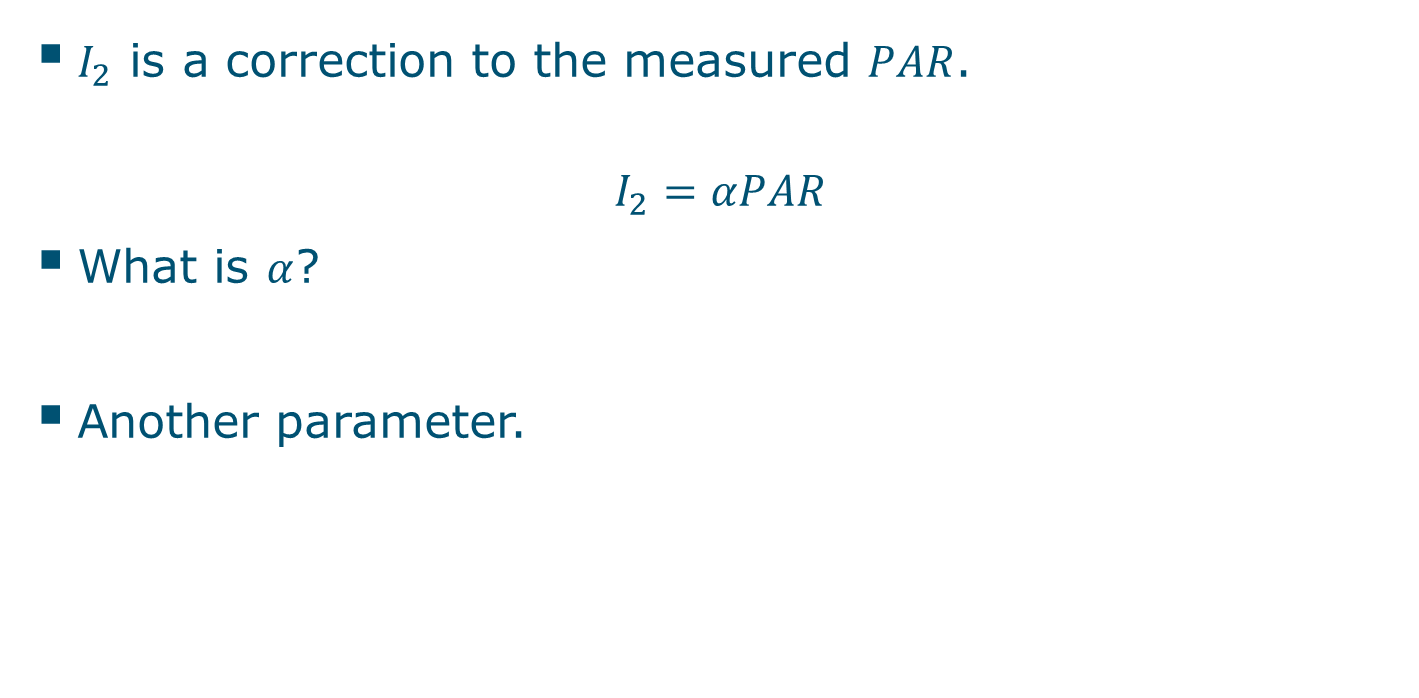 ▪ I₂ is a correction to the measured PAR.
I₂ = αPAR
▪ What is α?
▪ Another parameter.